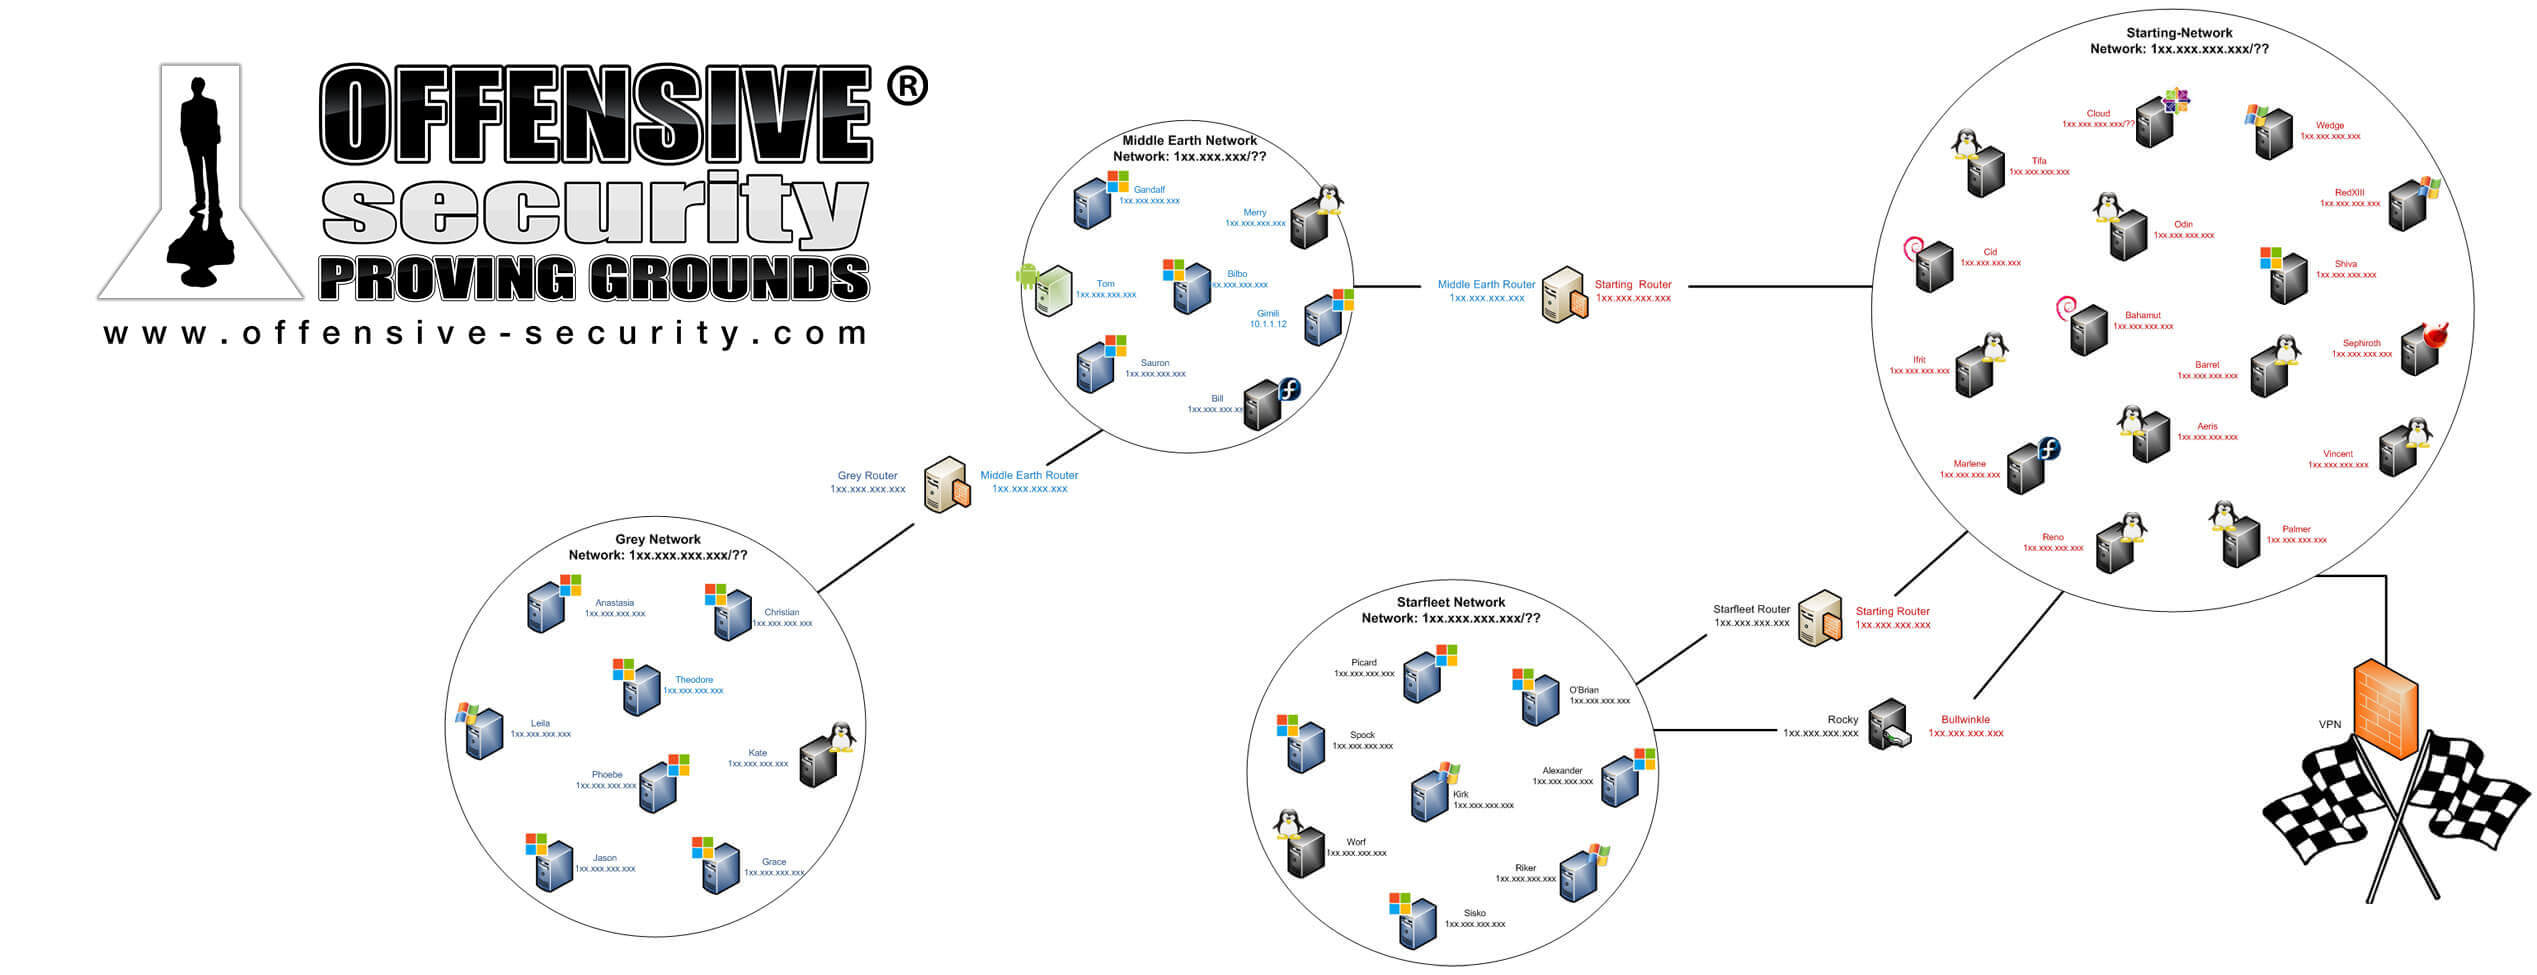 OFFENSIVE®
security
PROVING GROUNDS
www.offensive-security.com
Middle Earth Network
Network: 1xx.xxx.xxx/??
Gandalf
1xx.xxx.xxx.xxx
Merry
1xx.xxx.xxx.xxx
Tom
1xx.xxx.xxx.xxx
Bilbo
xx.xxx.xxx.xxx
Gimili
10.1.1.12
Sauron
1xx.xxx.xxx.xxx
Bill
1xx.xxx.xxx.xx
Middle Earth Router
1xx.xxx.xxx.xxx
Starting Router
1xx.xxx.xxx.xxx
Starting-Network
Network: 1xx.xxx.xxx.xxx/??
Cloud
1xx.xxx.xxx.xxx/??
Wedge
1xx.xxx.xxx.xxx
Tifa
1xx.xxx.xxx.xxx
RedXIII
1xx.xxx.xxx.xxx
Odin
1xx.xxx.xxx.xxx
Cid
1xx.xxx.xxx.xxx
Shiva
1xx.xxx.xxx.xxx
Bahamut
1xx.xxx.xxx.xxx
Sephiroth
1xx.xxx.xxx.xxx
Ifrit
1xx.xxx.xxx.xxx
Barret
1xx.xxx.xxx.xxx
Aeris
1xx.xxx.xxx.xxx
Vincent
1xx.xxx.xxx.xxx
Marlene
1xx.xxx.xxx.xxx
Reno
1xx.xxx.xxx.xxx
Palmer
1xx.xxx.xxx.xxx
Grey Router
1xx.xxx.xxx.xxx
Middle Earth Router
1xx.xxx.xxx.xxx
Grey Network
Network: 1xx.xxx.xxx.xxx/??
Anastasia
1xx.xxx.xxx.xxx
Christian
1xx.xxx.xxx.xxx
Theodore
1xx.xxx.xxx.xxx
Leila
1xx.xxx.xxx.xxx
Kate
1xx.xxx.xxx.xxx
Phoebe
1xx.xxx.xxx.xxx
Jason
1xx.xxx.xxx.xxx
Grace
1xx.xxx.xxx.xxx
Starfleet Network
Network: 1xx.xxx.xxx.xxx/??
Picard
1xx.xxx.xxx.xxx
O'Brian
1xx.xxx.xxx.xxx
Spock
1xx.xxx.xxx.xxx
Alexander
1xx.xxx.xxx.xxx
Kirk
1xx.xxx.xxx.xxx
Worf
1xx.xxx.xxx.xxx
Riker
1xx.xxx.xxx.xxx
Sisko
1xx.xxx.xxx.xxx
Starfleet Router
1xx.xxx.xxx.xxx
Starting Router
1xx.xxx.xxx.xxx
Rocky
1xx.xxx.xxx.xxx
Bullwinkle
1xx.xxx.xxx.xxx
VPN